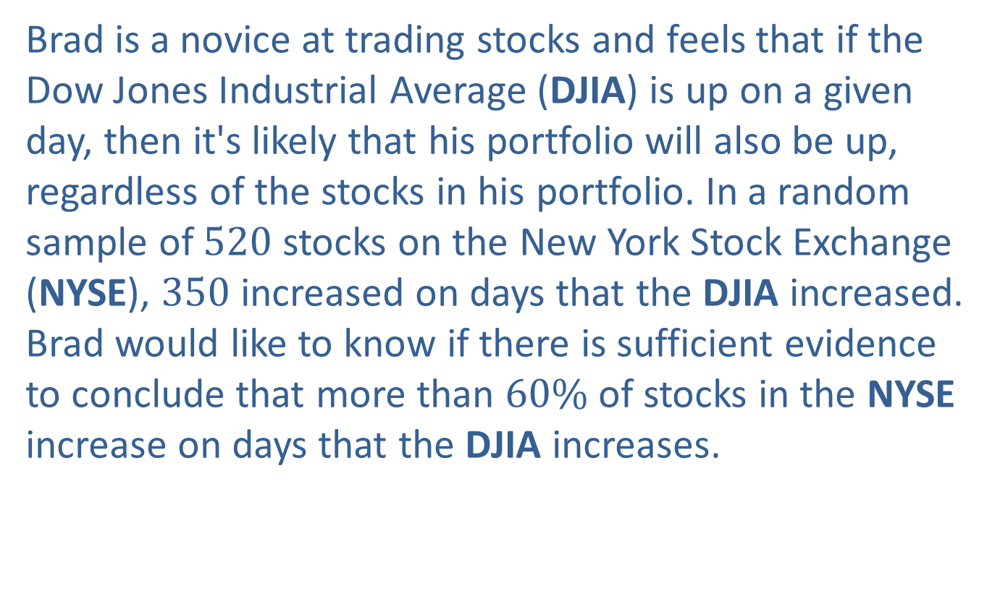 Brad is a novice at trading stocks and feels that if the
Dow Jones Industrial Average (DJIA) is up on a given
day, then it's likely that his portfolio will also be up,
regardless of the stocks in his portfolio. In a random
sample of 520 stocks on the New York Stock Exchange
(NYSE), 350 increased on days that the DJIA increased.
Brad would like to know if there is sufficient evidence
to conclude that more than 60% of stocks in the NYSE
increase on days that the DJIA increases.